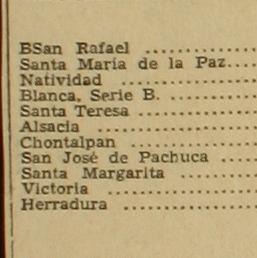 BSan Rafael ................
Santa María de la Paz....
Natividad ...................
Blanca, Serie B. ............
Santa Teresa ...............
Alsacia ......................
Chontalpan .................
San José de Pachuca .....
Santa Margarita ...........
Victoria .....................
Herradura ..................